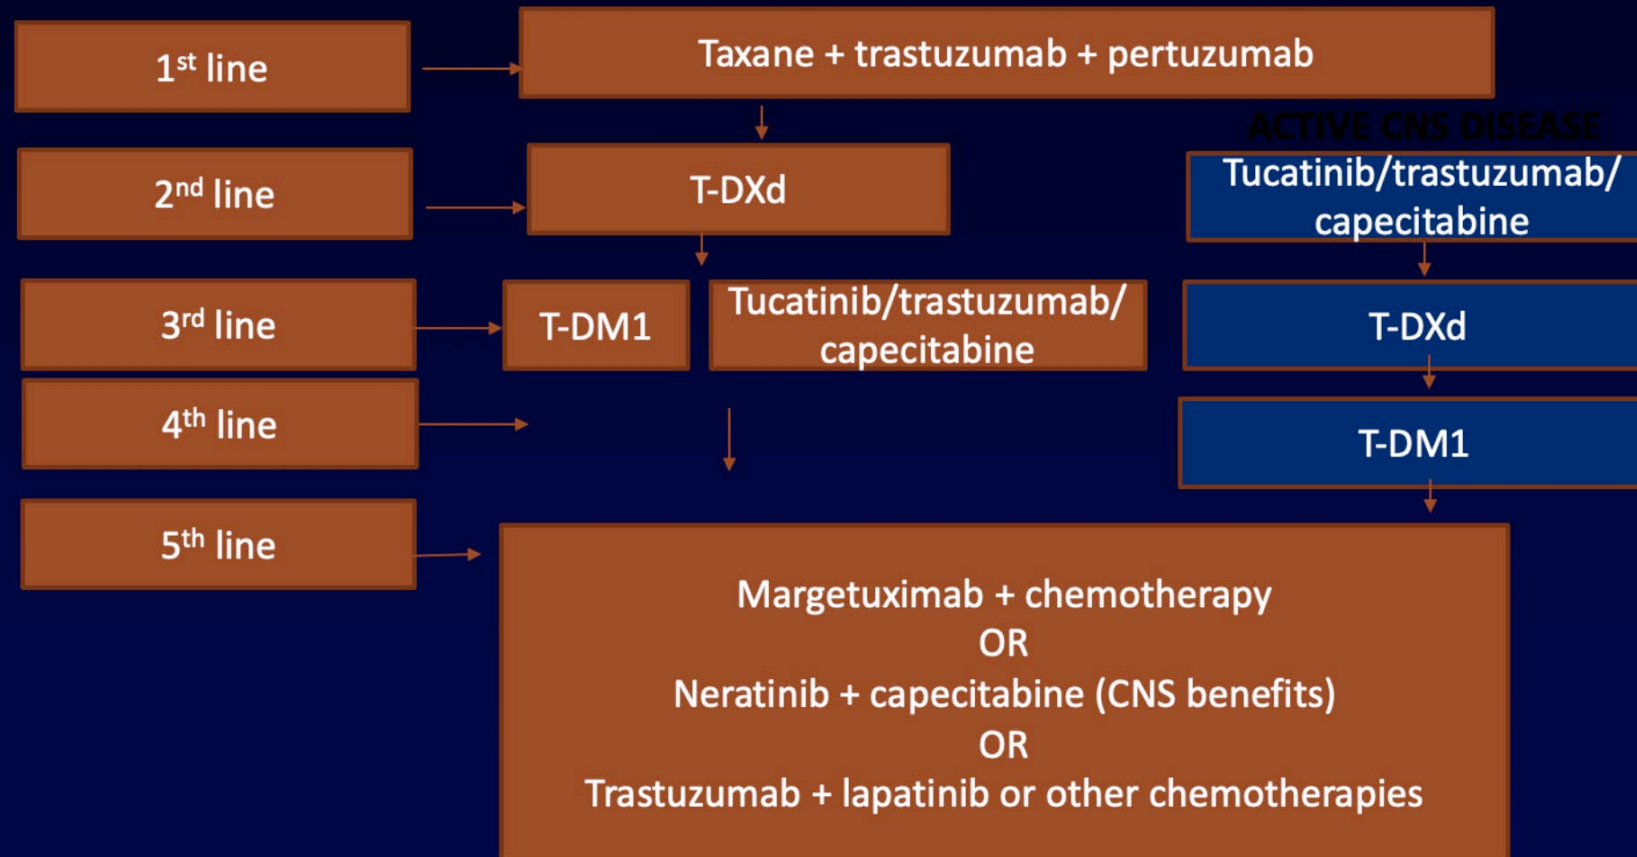 1st line
Taxane + trastuzumab + pertuzumab
ACTIVE CNS DISEASE
2nd line
T-DXd
Tucatinib/trastuzumab/
capecitabine
3rd line
T-DM1
Tucatinib/trastuzumab/
capecitabine
T-DXd
4th line
T-DM1
5th line
Margetuximab + chemotherapy
OR
Neratinib + capecitabine (CNS benefits)
OR
Trastuzumab + lapatinib or other chemotherapies